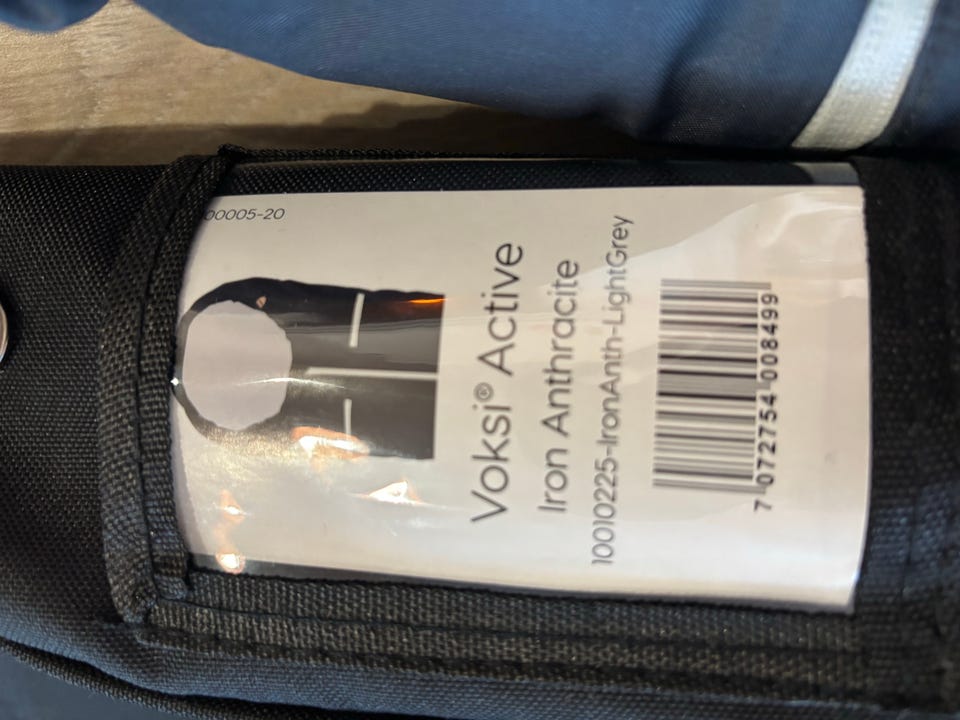 00005-20
Voksi® Active
Iron Anthracite
10010225-IronAnth-LightGrey
7 072754 008499